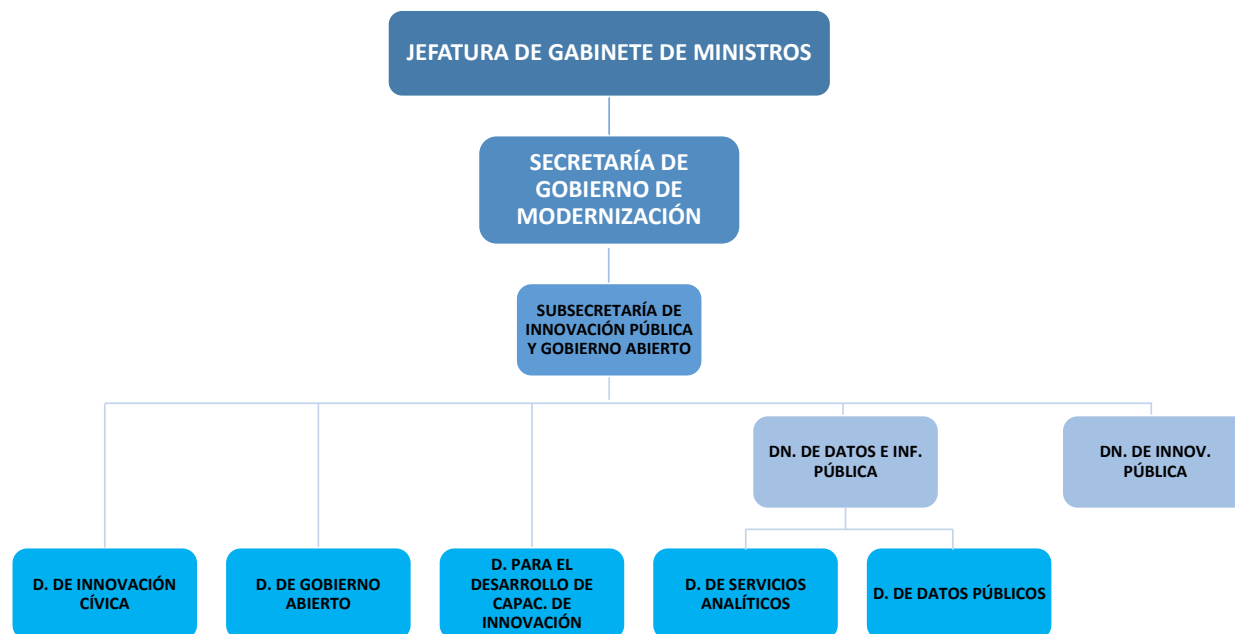 JEFATURA DE GABINETE DE MINISTROS
SECRETARÍA DE
GOBIERNO DE
MODERNIZACIÓN
SUBSECRETARÍA DE
INNOVACIÓN PÚBLICA
Y GOBIERNO ABIERTO
DN. DE DATOS E INF.
PÚBLICA
DN. DE INNOV.
PÚBLICA
D. DE INNOVACIÓN
CÍVICA
D. DE GOBIERNO
ABIERTO
D. PARA EL
DESARROLLO DE
CAPAC. DE
INNOVACIÓN
D. DE SERVICIOS
ANALÍTICOS
D. DE DATOS PÚBLICOS